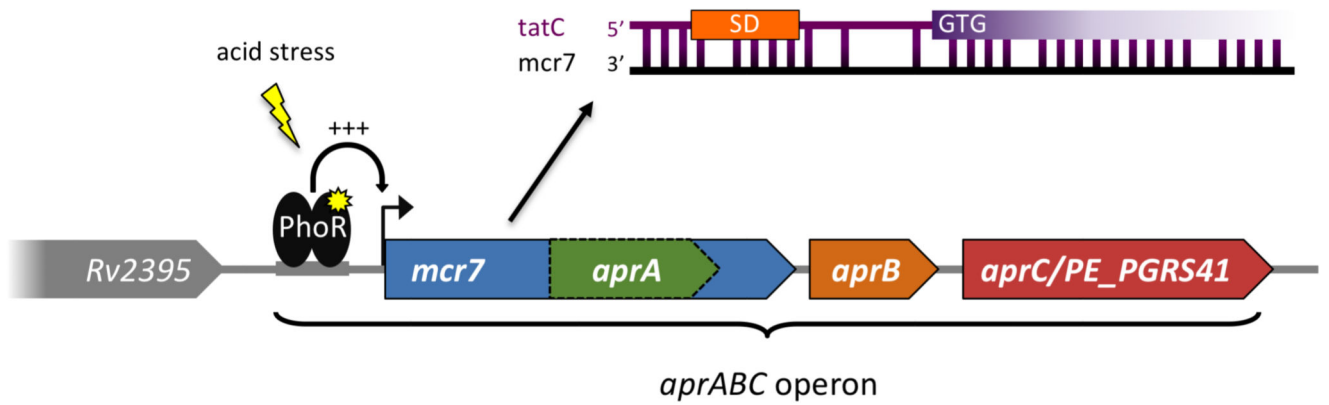 tatC 5’ SD GTG
mcr7 3’
acid stress
+++
PhoR
Rv2395 mcr7 aprA aprB aprC/PE_PGRS41
aprABC operon